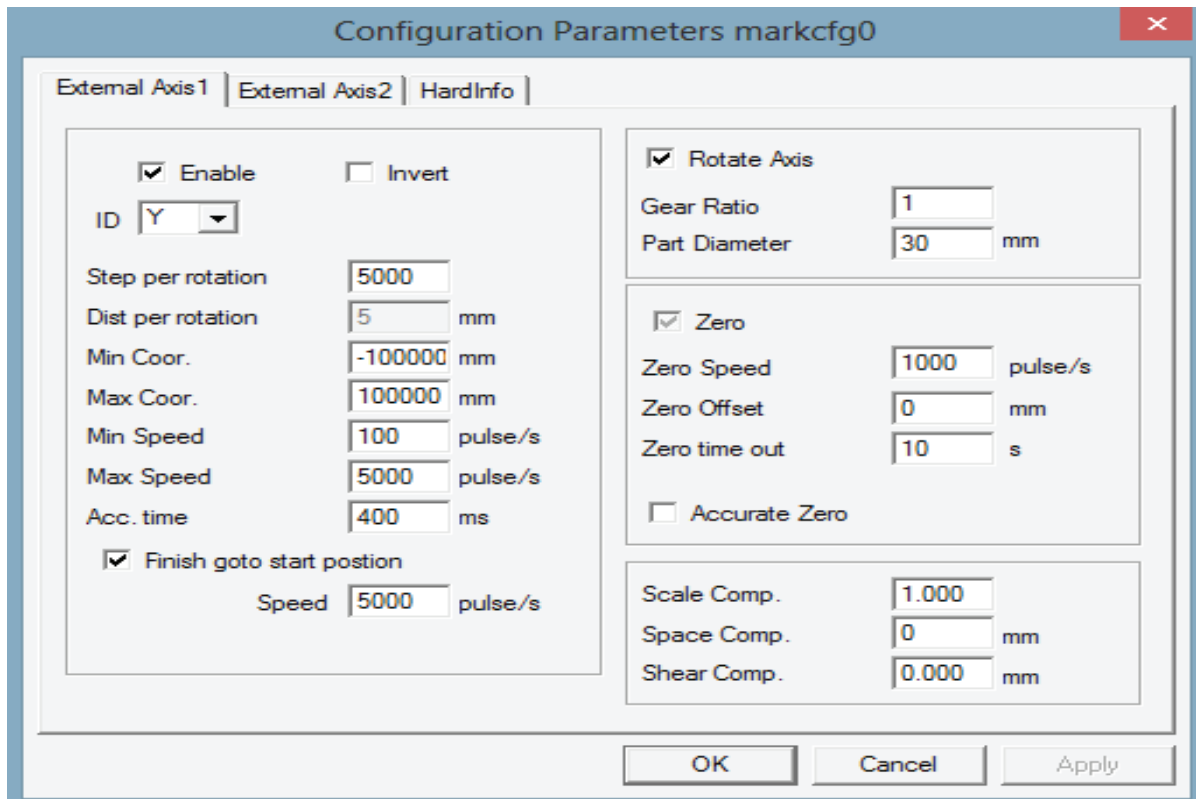 Configuration Parameters markcfg0
External Axis1 External Axis2 HardInfo
Enable Invert
ID Y
Step per rotation 5000
Dist per rotation 5 mm
Min Coor. -100000 mm
Max Coor. 100000 mm
Min Speed 100 pulse/s
Max Speed 5000 pulse/s
Acc. time 400 ms
Finish goto start postion
Speed 5000 pulse/s
Rotate Axis
Gear Ratio 1
Part Diameter 30 mm
Zero
Zero Speed 1000 pulse/s
Zero Offset 0 mm
Zero time out 10 s
Accurate Zero
Scale Comp. 1.000
Space Comp. 0 mm
Shear Comp. 0.000 mm
OK Cancel Apply